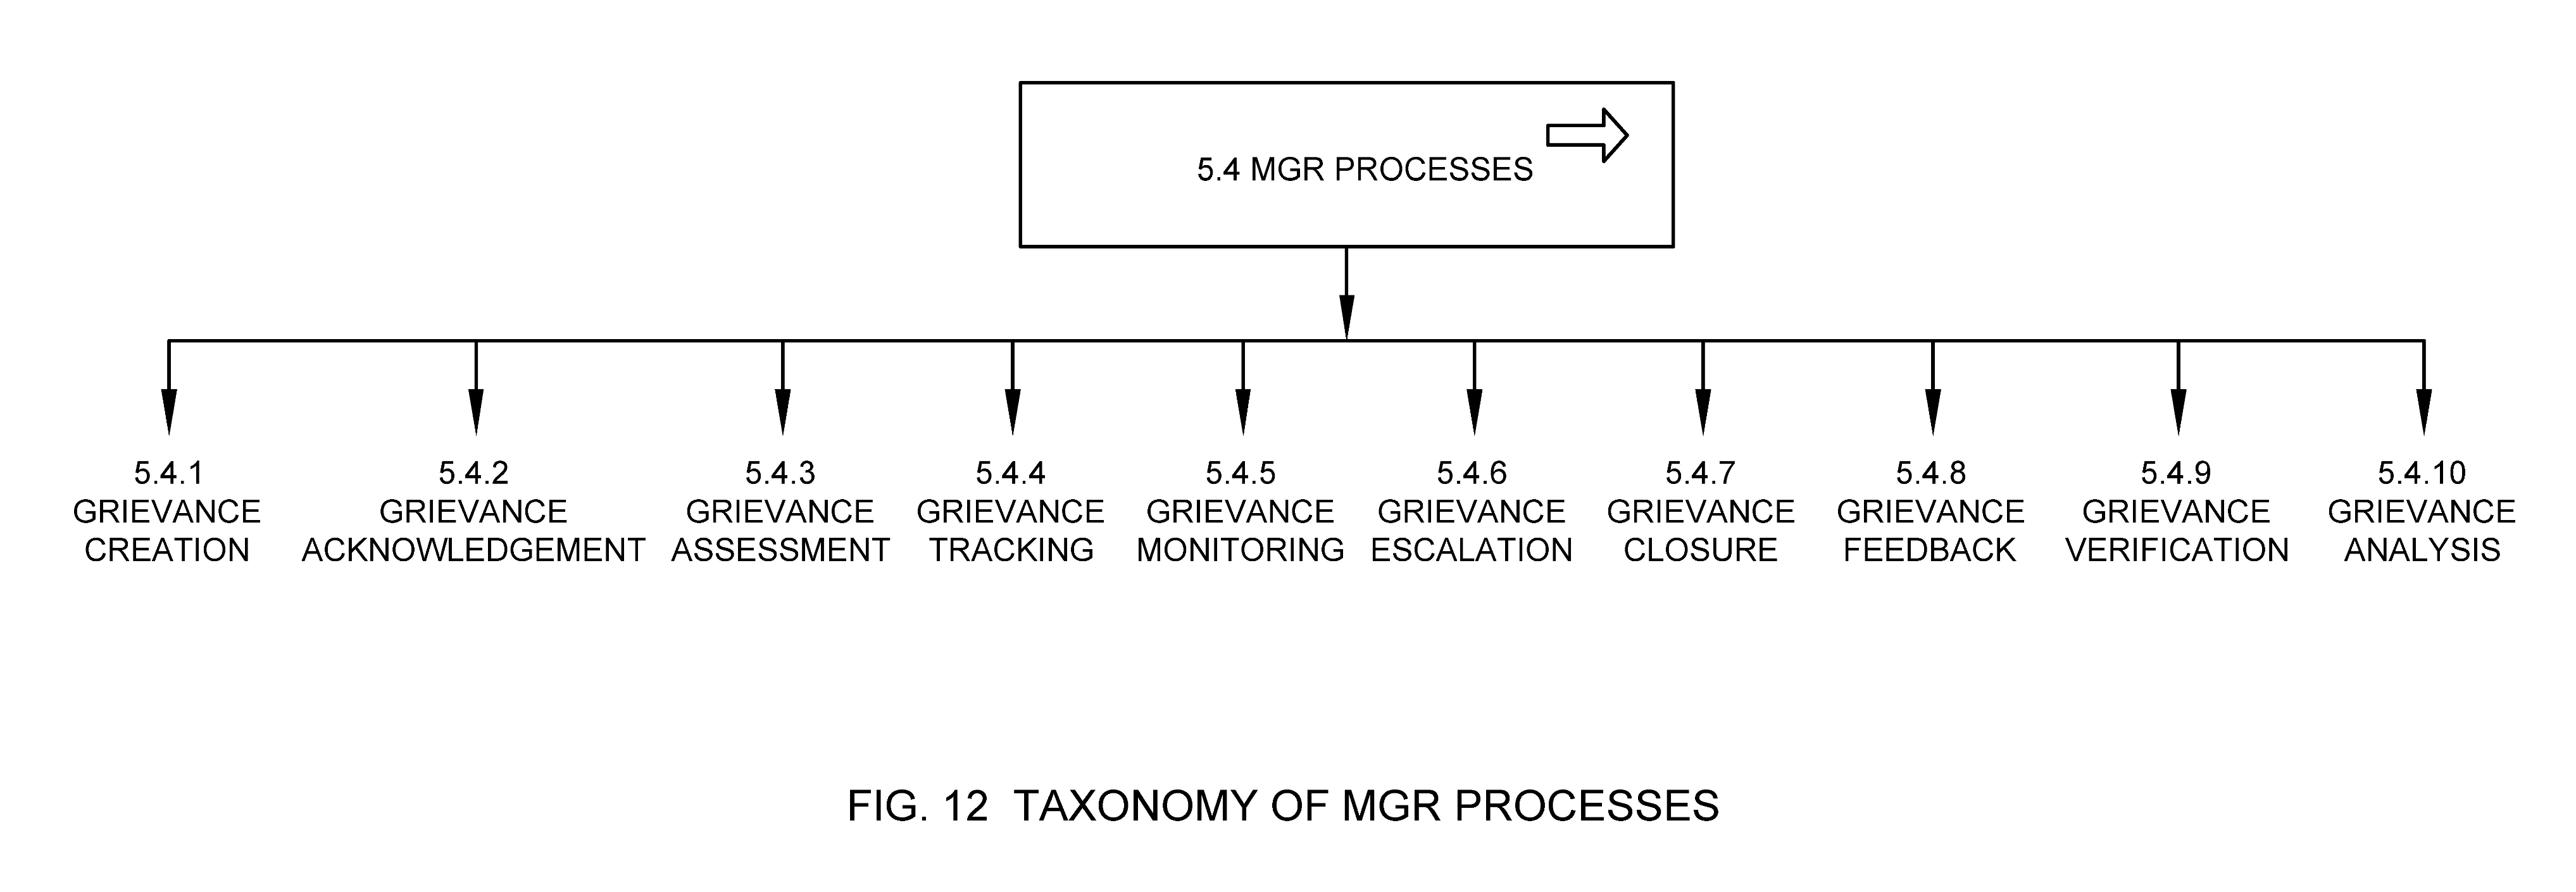 5.4 MGR PROCESSES
5.4.1
GRIEVANCE
CREATION
5.4.2
GRIEVANCE
ACKNOWLEDGEMENT
5.4.3
GRIEVANCE
ASSESSMENT
5.4.4
GRIEVANCE
TRACKING
5.4.5
GRIEVANCE
MONITORING
5.4.6
GRIEVANCE
ESCALATION
5.4.7
GRIEVANCE
CLOSURE
5.4.8
GRIEVANCE
FEEDBACK
5.4.9
GRIEVANCE
VERIFICATION
5.4.10
GRIEVANCE
ANALYSIS
FIG. 12 TAXONOMY OF MGR PROCESSES